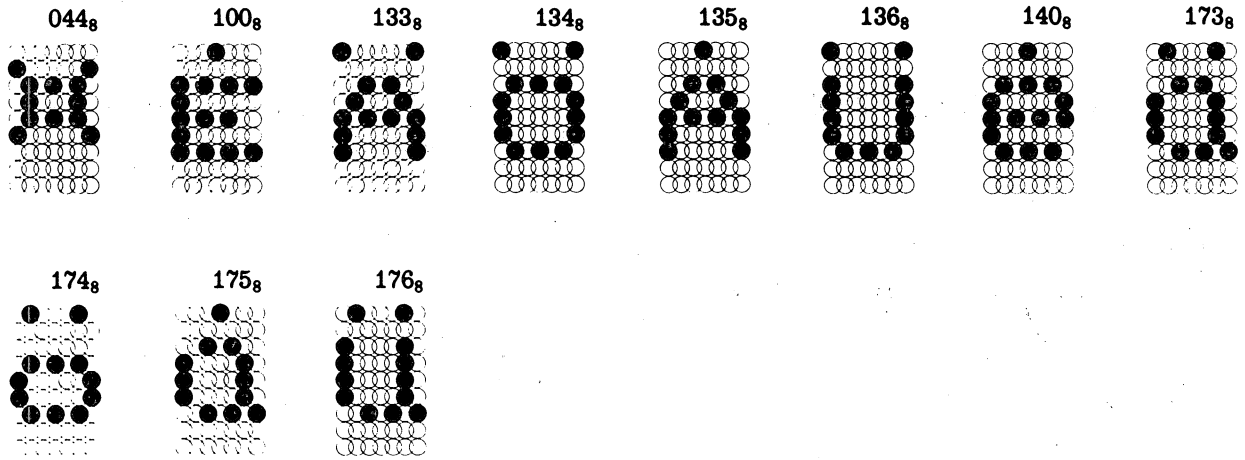 044₈ 100₈ 133₈ 134₈ 135₈ 136₈ 140₈ 173₈
¤ É Ä Ö Å Ü é ä
174₈ 175₈ 176₈
ö å ü